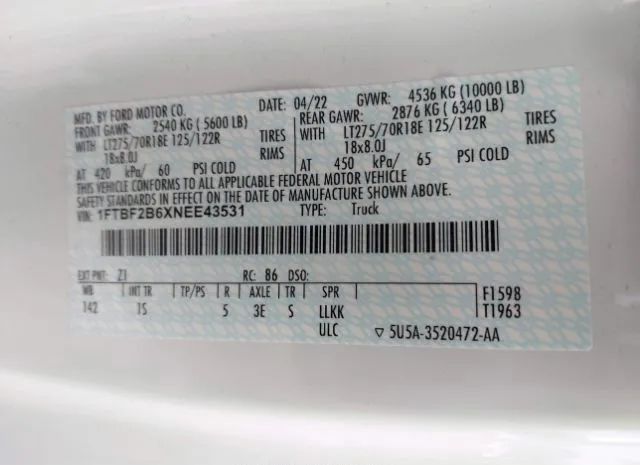 MFD. BY FORD MOTOR CO. DATE: 04/22 GVWR: 4536 KG (10000 LB)
FRONT GAWR: 2540 KG (5600 LB) REAR GAWR: 2876 KG (6340 LB)
WITH LT275/70R18E 125/122R TIRES WITH LT275/70R18E 125/122R TIRES
18x8.0J RIMS 18x8.0J RIMS
AT 420 kPa/ 60 PSI COLD AT 450 kPa/ 65 PSI COLD
THIS VEHICLE CONFORMS TO ALL APPLICABLE FEDERAL MOTOR VEHICLE
SAFETY STANDARDS IN EFFECT ON THE DATE OF MANUFACTURE SHOWN ABOVE.
VIN: 1FTBF2B6XNEE43531 TYPE: Truck
EXT PNT: Z1 RC: 86 DSO:
WB INT TR TP/PS R AXLE TR SPR F1598
142 TS 5 3E S LLKK T1963
ULC ▽ 5U5A-3520472-AA